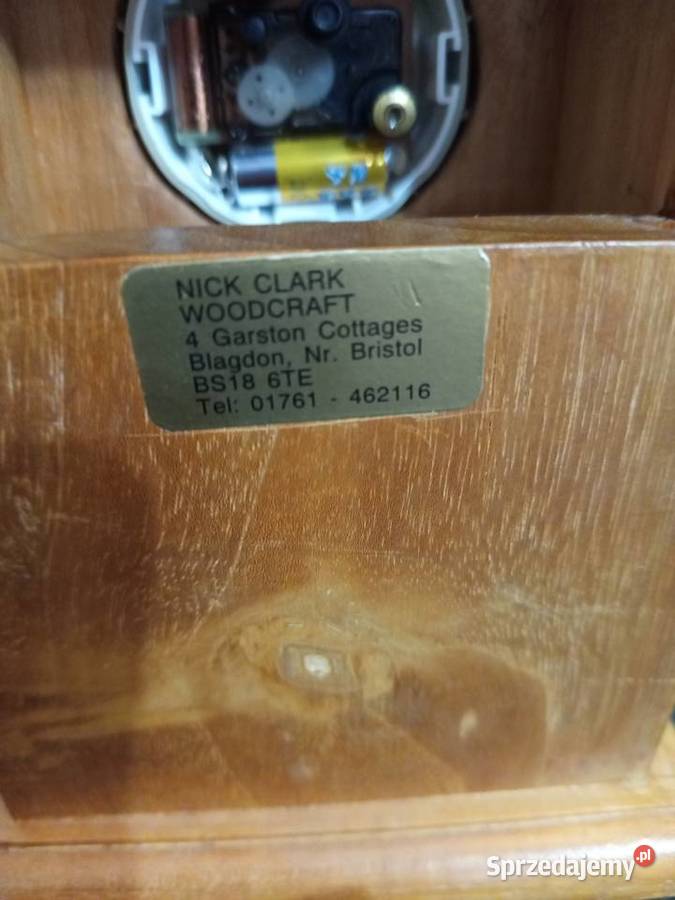 NICK CLARK
WOODCRAFT
4 Garston Cottages
Blagdon, Nr. Bristol
BS18 6TE
Tel: 01761 - 462116
Sprzedajemy.pl